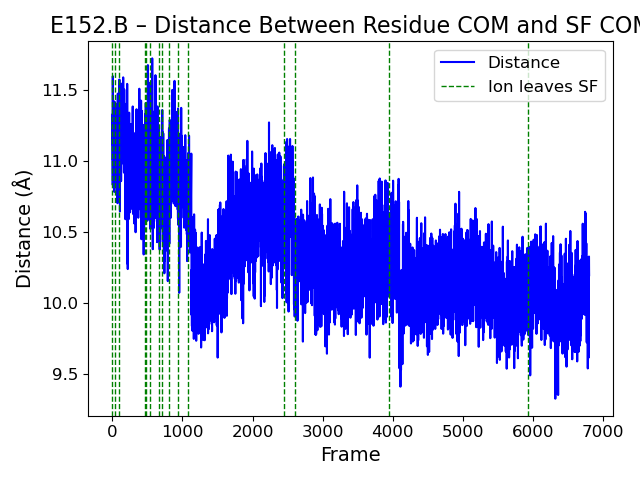 E152.B – Distance Between Residue COM and SF COM
Distance
Ion leaves SF
11.5
11.0
10.5
10.0
9.5
Distance (Å)
0 1000 2000 3000 4000 5000 6000 7000
Frame